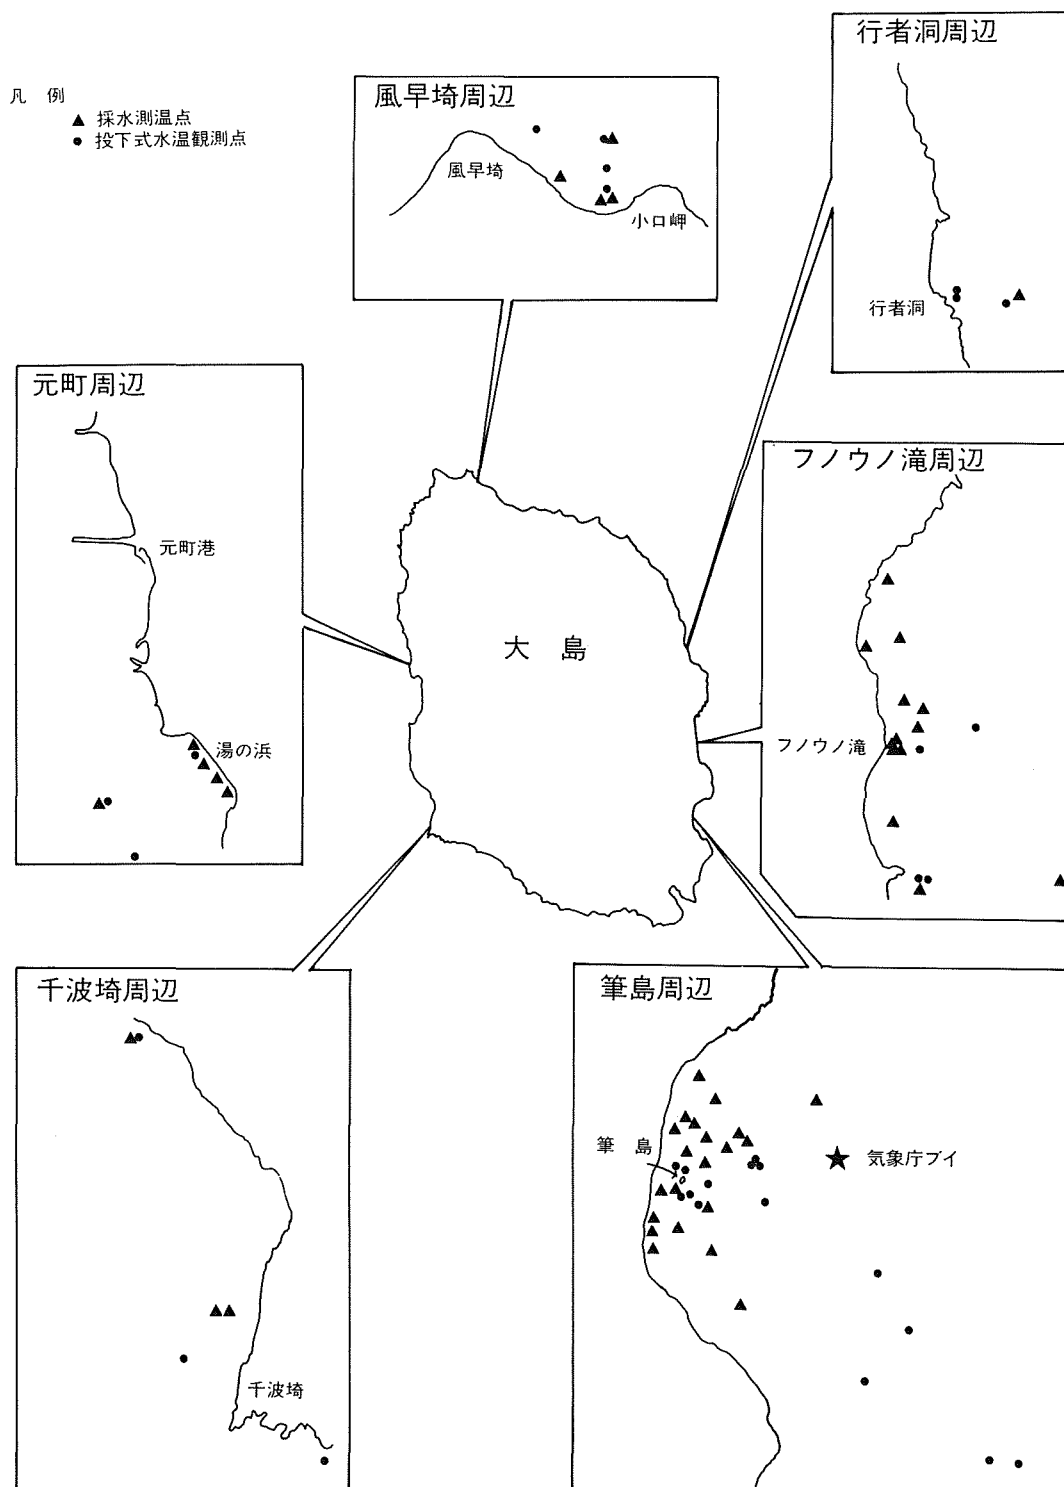 凡 例
▲ 採水測温点
● 投下式水温観測点
風早埼周辺
風早埼
小口岬
行者洞周辺
行者洞
元町周辺
元町港
湯の浜
大 島
フノウノ滝周辺
フノウノ滝
千波埼周辺
千波埼
筆島周辺
筆 島
気象庁ブイ